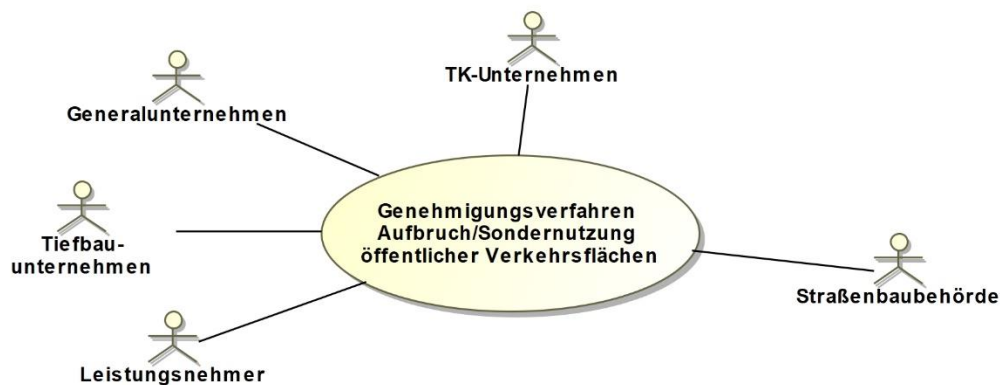 TK-Unternehmen
Generalunternehmen
Genehmigungsverfahren
Aufbruch/Sondernutzung
öffentlicher Verkehrsflächen
Tiefbau-
unternehmen
Straßenbaubehörde
Leistungsnehmer